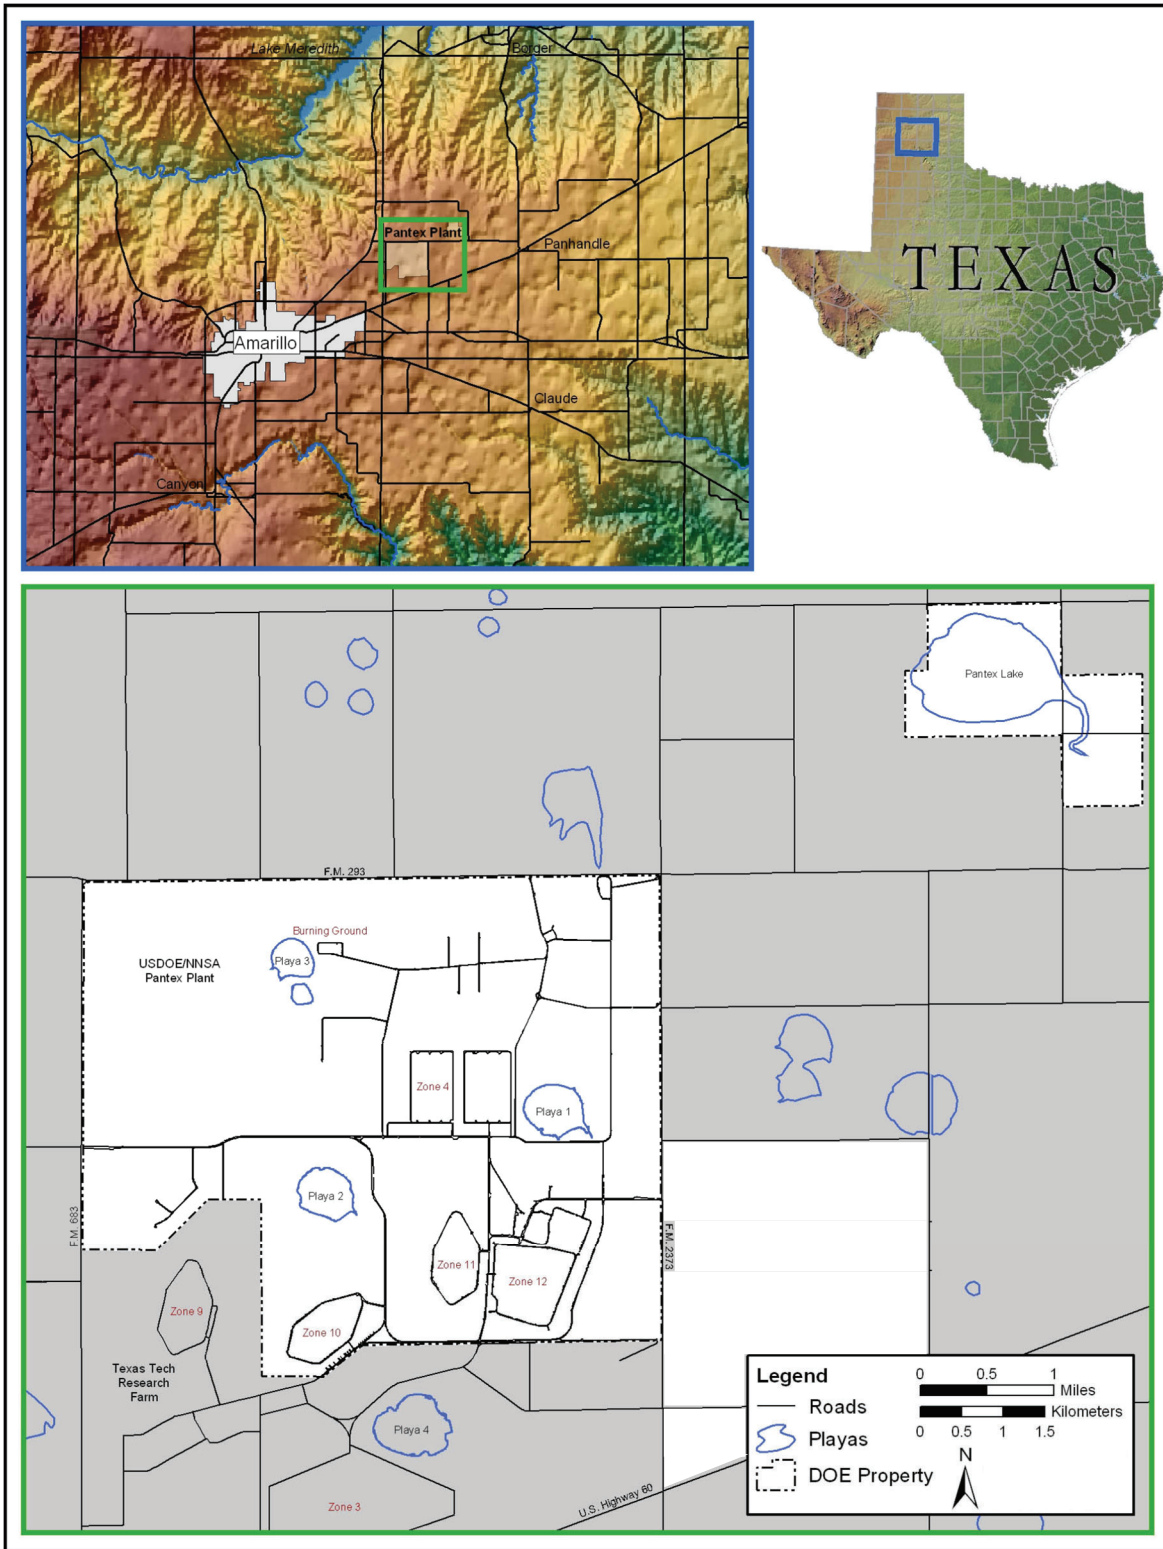 Lake Meredith
Borger
Pantex Plant
Panhandle
Amarillo
Claude
Canyon
TEXAS
Pantex Lake
F.M. 293
Burning Ground
Playa 3
USDOE/NNSA
Pantex Plant
Zone 4
Playa 1
Playa 2
F.M. 683
F.M. 2373
Zone 11
Zone 12
Zone 9
Zone 10
Texas Tech
Research
Farm
Playa 4
Zone 3
U.S. Highway 60
Legend
Roads
Playas
DOE Property
0 0.5 1
Miles
Kilometers
0 0.5 1 1.5
N